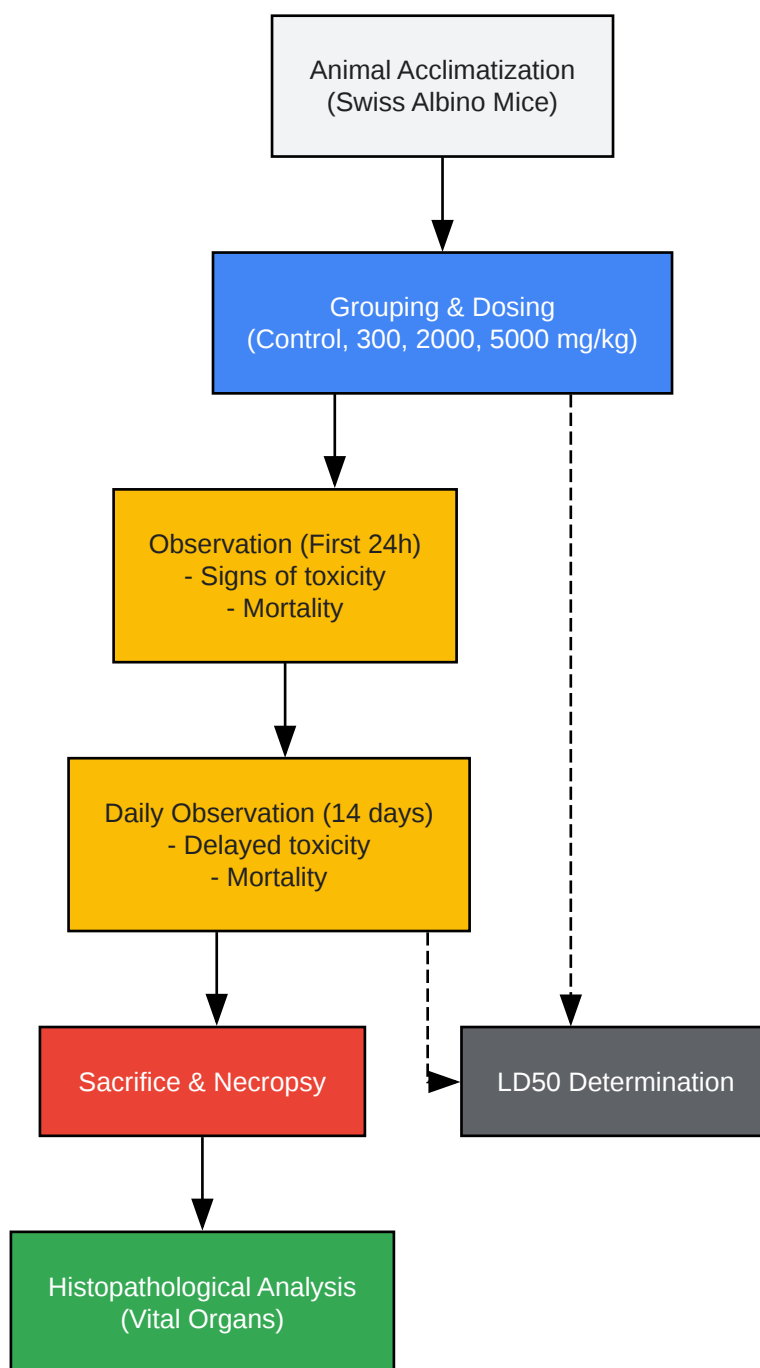 Animal Acclimatization
(Swiss Albino Mice)
Grouping & Dosing
(Control, 300, 2000, 5000 mg/kg)
Observation (First 24h)
- Signs of toxicity
- Mortality
Daily Observation (14 days)
- Delayed toxicity
- Mortality
Sacrifice & Necropsy
LD50 Determination
Histopathological Analysis
(Vital Organs)